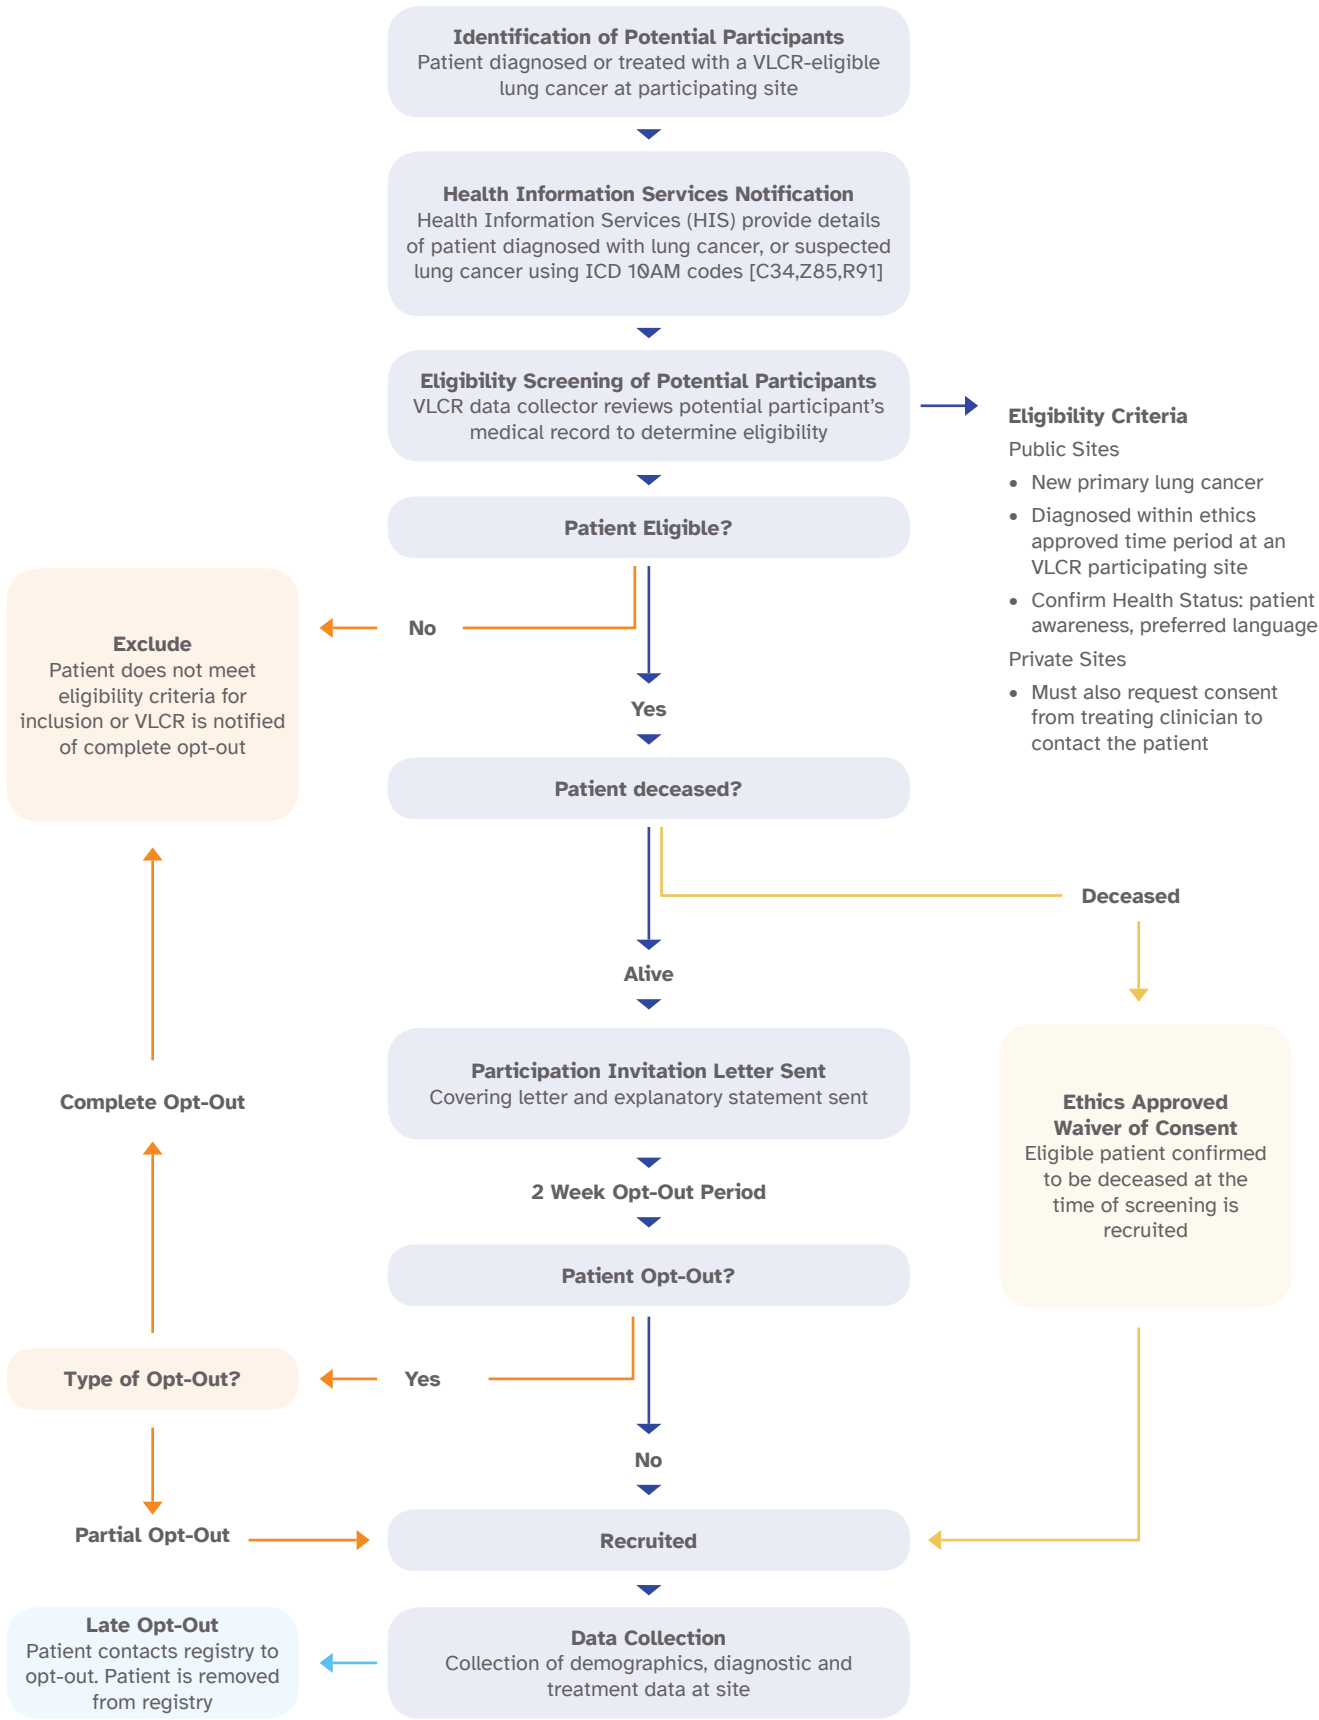 Identification of Potential Participants
Patient diagnosed or treated with a VLCR-eligible
lung cancer at participating site
Health Information Services Notification
Health Information Services (HIS) provide details
of patient diagnosed with lung cancer, or suspected
lung cancer using ICD 10AM codes [C34,Z85,R91]
Eligibility Screening of Potential Participants
VLCR data collector reviews potential participant's
medical record to determine eligibility
Eligibility Criteria
Public Sites
• New primary lung cancer
• Diagnosed within ethics
approved time period at an
VLCR participating site
• Confirm Health Status: patient
awareness, preferred language
Private Sites
• Must also request consent
from treating clinician to
contact the patient
Patient Eligible?
No
Exclude
Patient does not meet
eligibility criteria for
inclusion or VLCR is notified
of complete opt-out
Yes
Patient deceased?
Deceased
Alive
Participation Invitation Letter Sent
Covering letter and explanatory statement sent
Complete Opt-Out
Ethics Approved
Waiver of Consent
Eligible patient confirmed
to be deceased at the
time of screening is
recruited
2 Week Opt-Out Period
Patient Opt-Out?
Type of Opt-Out?
Yes
No
Partial Opt-Out
Recruited
Late Opt-Out
Patient contacts registry to
opt-out. Patient is removed
from registry
Data Collection
Collection of demographics, diagnostic and
treatment data at site